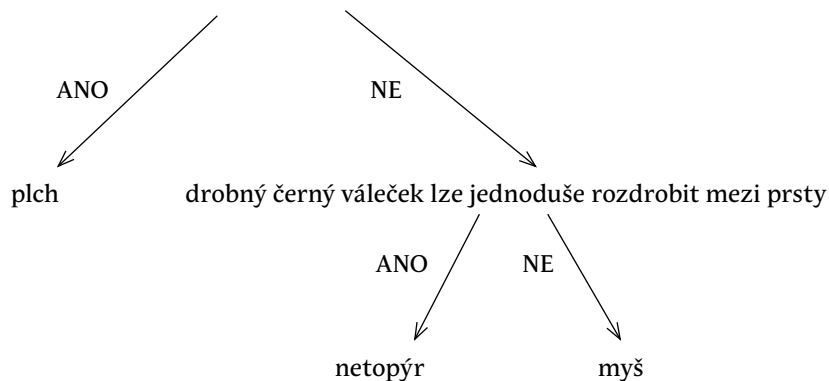 ANO NE
plch drobný černý váleček lze jednoduše rozdrobit mezi prsty
ANO NE
netopýr myš